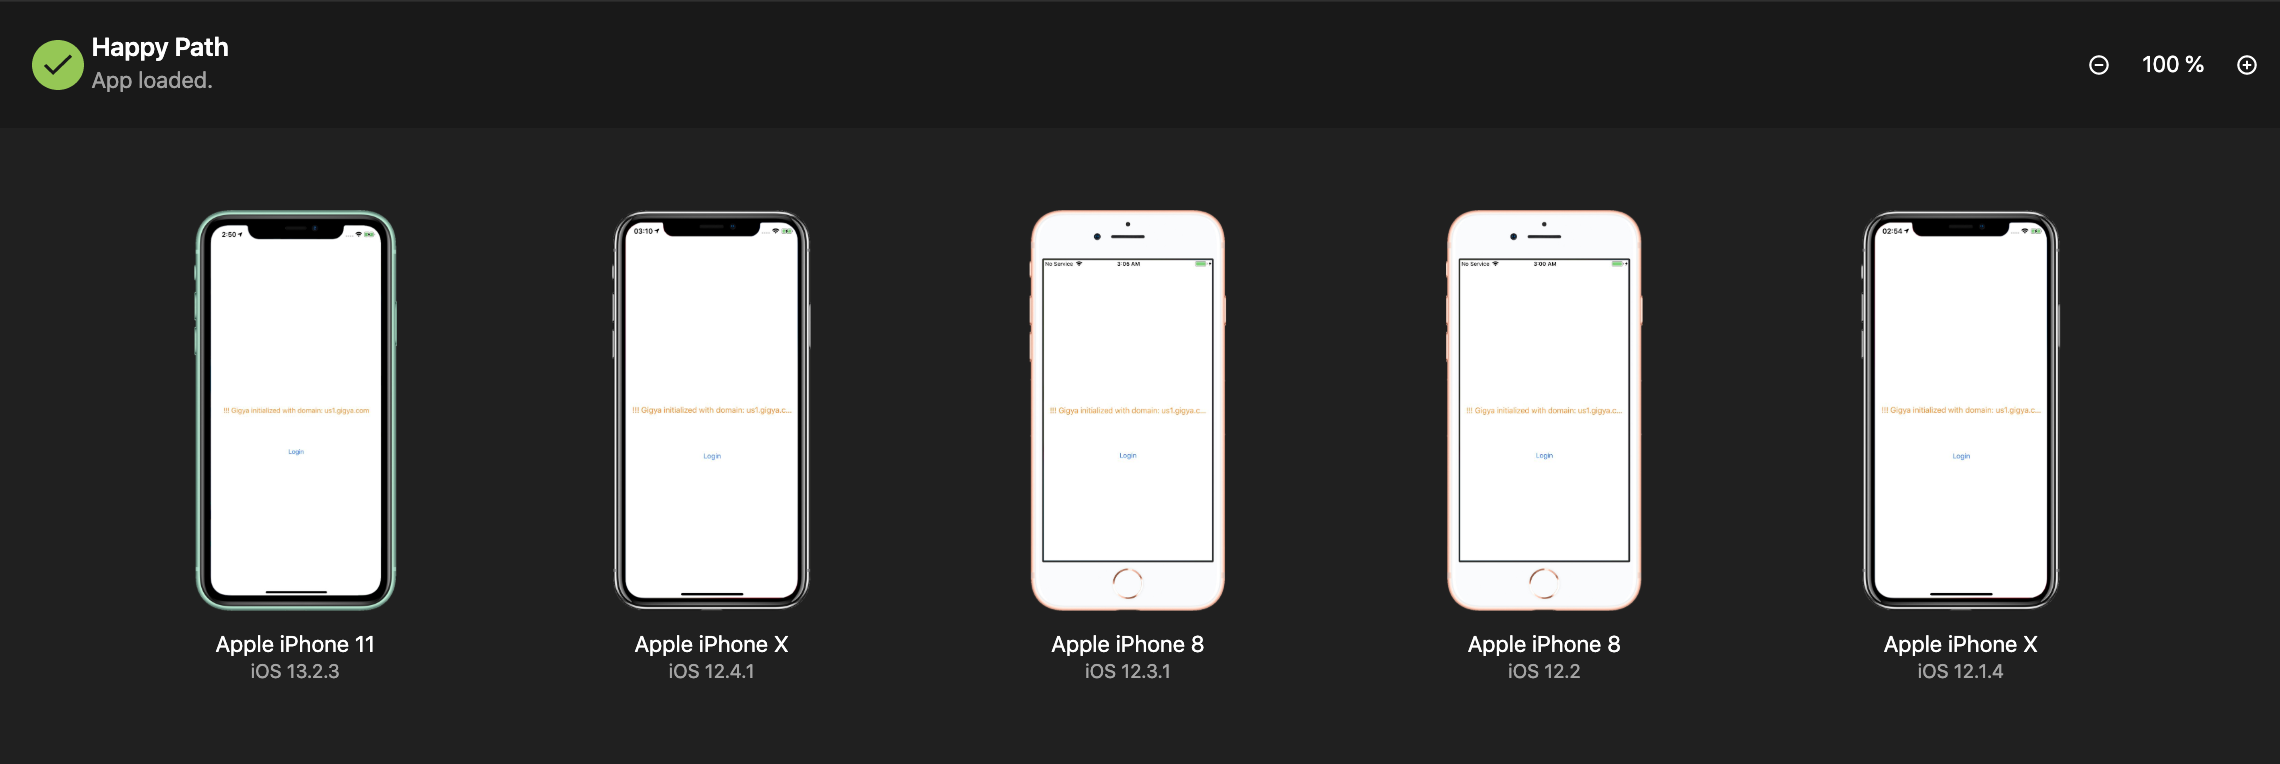 Happy Path
App loaded.
100 %
2:50
!!! Gigya initialized with domain: us1.gigya.com
Login
Apple iPhone 11
iOS 13.2.3
03:10
!!! Gigya initialized with domain: us1.gigya.c...
Login
Apple iPhone X
iOS 12.4.1
No Service 3:06 AM
!!! Gigya initialized with domain: us1.gigya.c...
Login
Apple iPhone 8
iOS 12.3.1
No Service 3:00 AM
!!! Gigya initialized with domain: us1.gigya.c...
Login
Apple iPhone 8
iOS 12.2
02:54
!!! Gigya initialized with domain: us1.gigya.c...
Login
Apple iPhone X
iOS 12.1.4